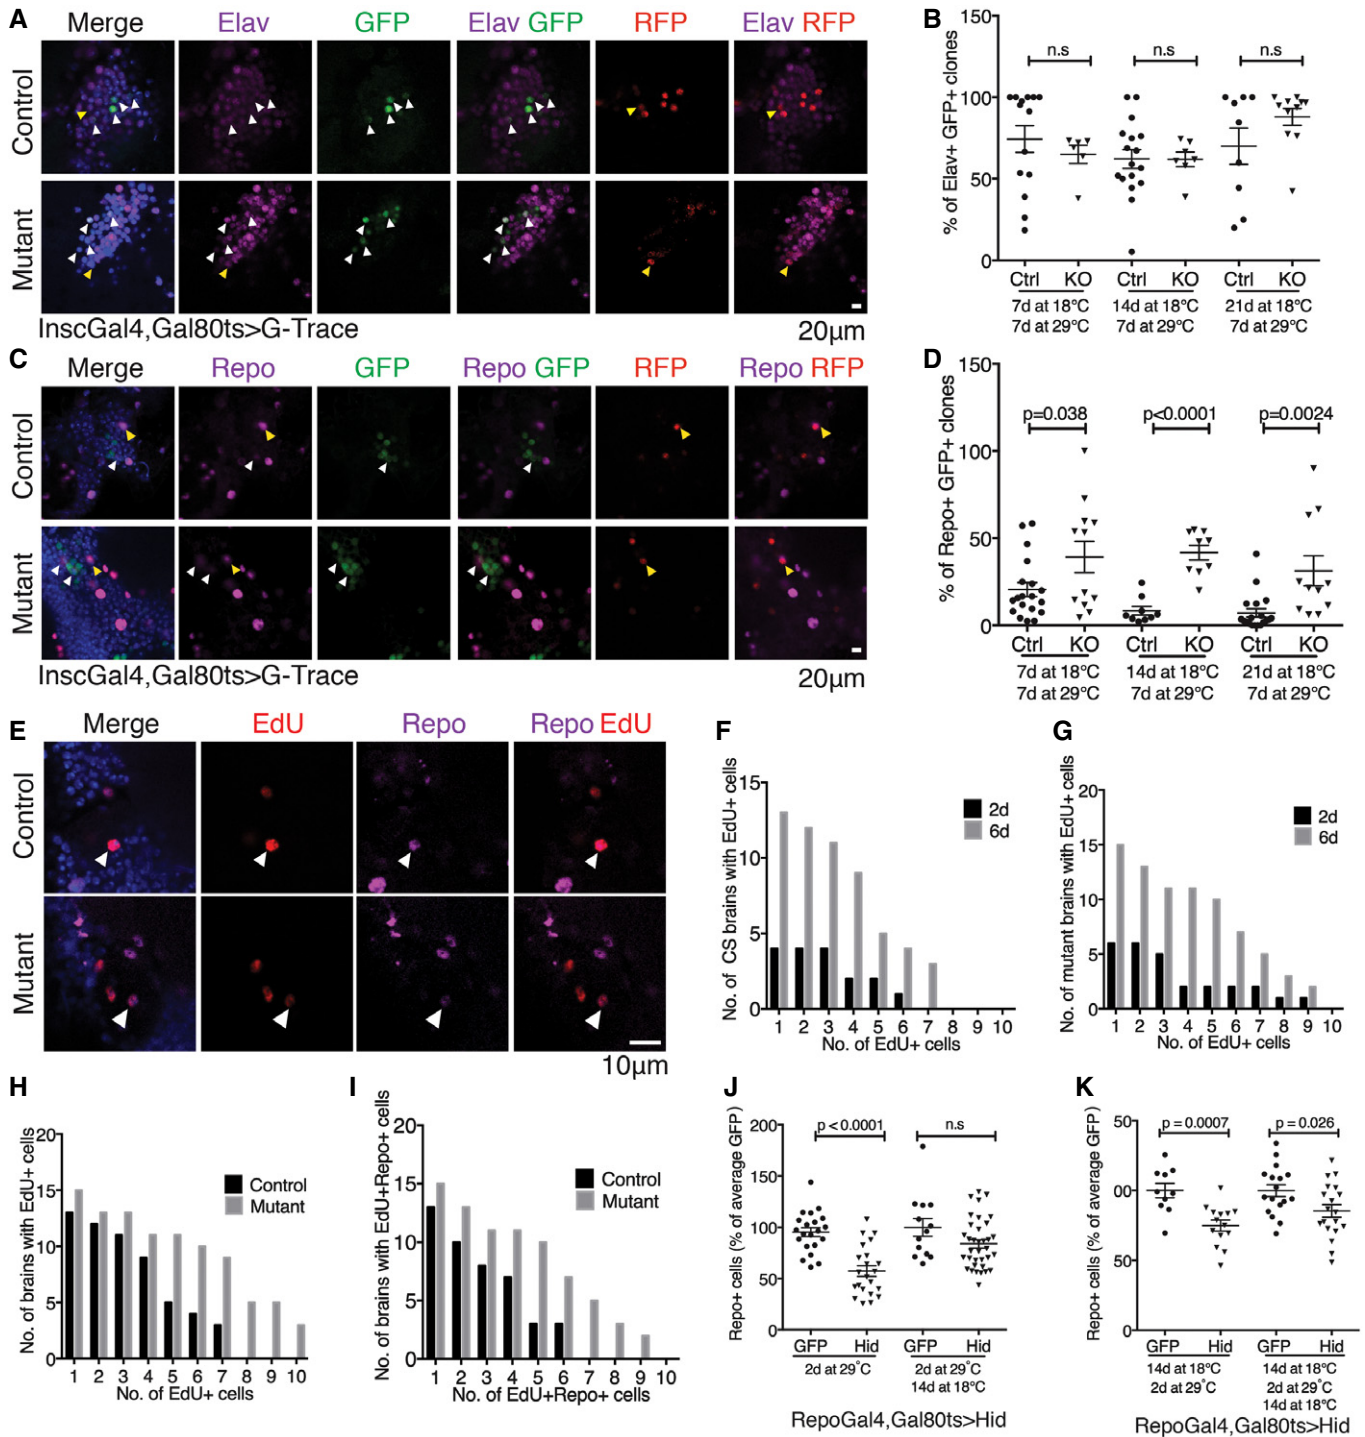 A
Merge Elav GFP Elav GFP RFP Elav RFP
Control
Mutant
InscGal4,Gal80ts>G-Trace 20µm
B
% of Elav+ GFP+ clones
150
100
50
0
n.s n.s n.s
Ctrl KO Ctrl KO Ctrl KO
7d at 18°C 14d at 18°C 21d at 18°C
7d at 29°C 7d at 29°C 7d at 29°C
C
Merge Repo GFP Repo GFP RFP Repo RFP
Control
Mutant
InscGal4,Gal80ts>G-Trace 20µm
D
% of Repo+ GFP+ clones
150
100
50
0
p=0.038 p<0.0001 p=0.0024
Ctrl KO Ctrl KO Ctrl KO
7d at 18°C 14d at 18°C 21d at 18°C
7d at 29°C 7d at 29°C 7d at 29°C
E
Merge EdU Repo Repo EdU
Control
Mutant
10µm
F
No. of CS brains with EdU+ cells
15
10
5
0
2d
6d
1 2 3 4 5 6 7 8 9 10
No. of EdU+ cells
G
No. of mutant brains with EdU+ cells
20
15
10
5
0
2d
6d
1 2 3 4 5 6 7 8 9 10
No. of EdU+ cells
H
No. of brains with EdU+ cells
20
15
10
5
0
Control
Mutant
1 2 3 4 5 6 7 8 9 10
No. of EdU+ cells
I
No. of brains with EdU+Repo+ cells
20
15
10
5
0
Control
Mutant
1 2 3 4 5 6 7 8 9 10
No. of EdU+Repo+ cells
J
Repo+ cells (% of average GFP)
200
150
100
50
0
p < 0.0001 n.s
GFP Hid GFP Hid
2d at 29°C 2d at 29°C
14d at 18°C
RepoGal4,Gal80ts>Hid
K
Repo+ cells (% of average GFP)
50
00
50
0
p = 0.0007 p = 0.026
GFP Hid GFP Hid
14d at 18°C 14d at 18°C
2d at 29°C 2d at 29°C
14d at 18°C
RepoGal4,Gal80ts>Hid